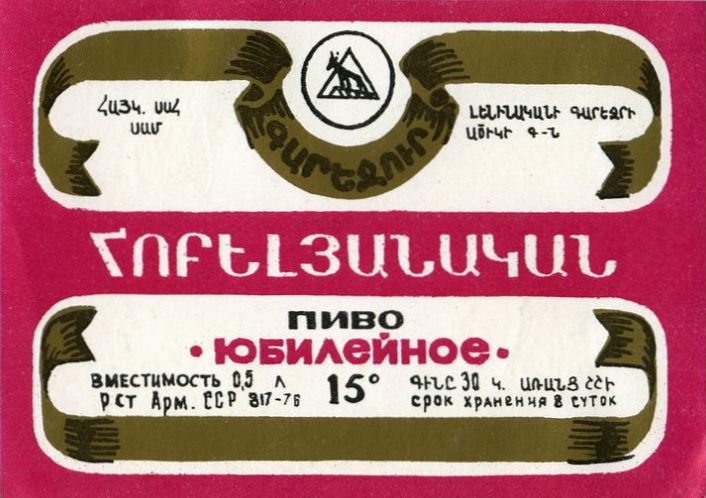 ՀԱՅԿ. ՍՍՀ
ՍԱՄ
ԳԱՐԵՋՈՒՐ
ԼԵՆԻՆԱԿԱՆԻ ԳԱՐԵՋՐԻ
ԱԾԻԿԻ Գ-Ն
ՀՈԲԵԼՅԱՆԱԿԱՆ
ПИВО
• ЮБИЛЕЙНОЕ •
ВМЕСТИМОСТЬ 0,5 Л
РСТ Арм. ССР 817-76
15°
ԳԻՆԸ 30 Կ. ԱՌԱՆՑ ՇՇԻ
СРОК ХРАНЕНИЯ 8 СУТОК